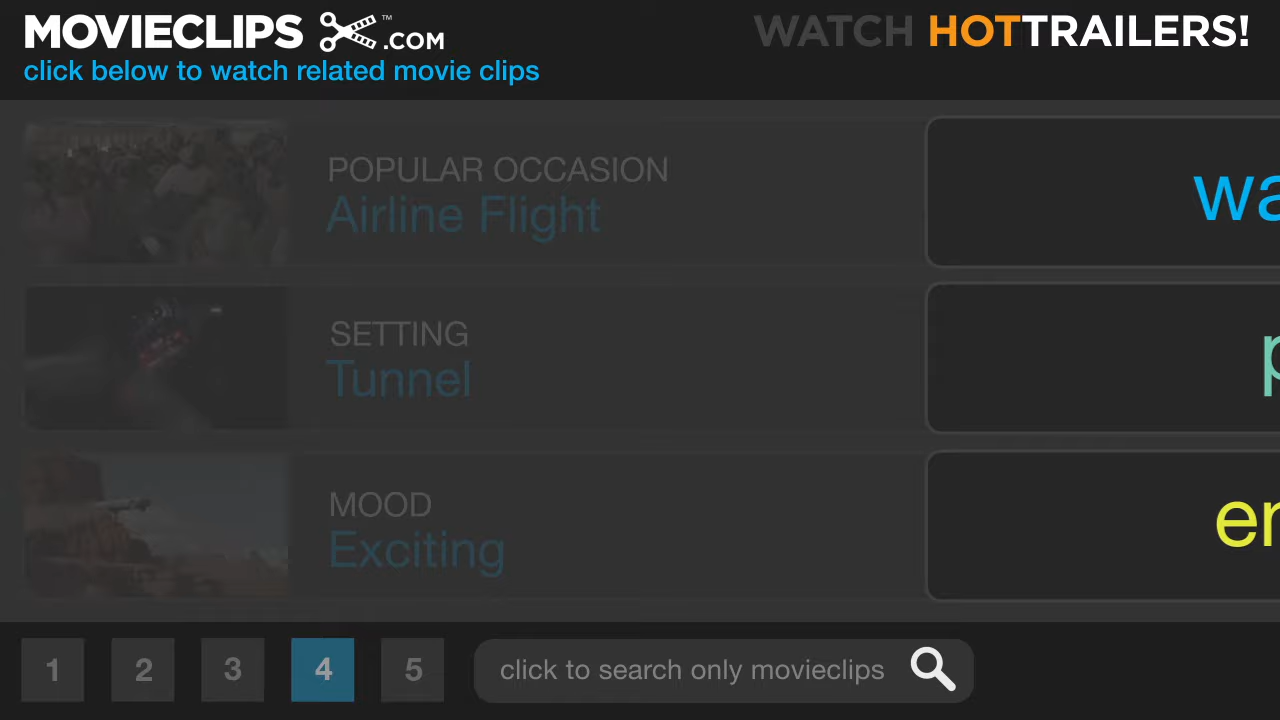 MOVIECLIPS™.COM
click below to watch related movie clips
WATCH HOTTRAILERS!
POPULAR OCCASION
Airline Flight
SETTING
Tunnel
MOOD
Exciting
1 2 3 4 5
click to search only movieclips